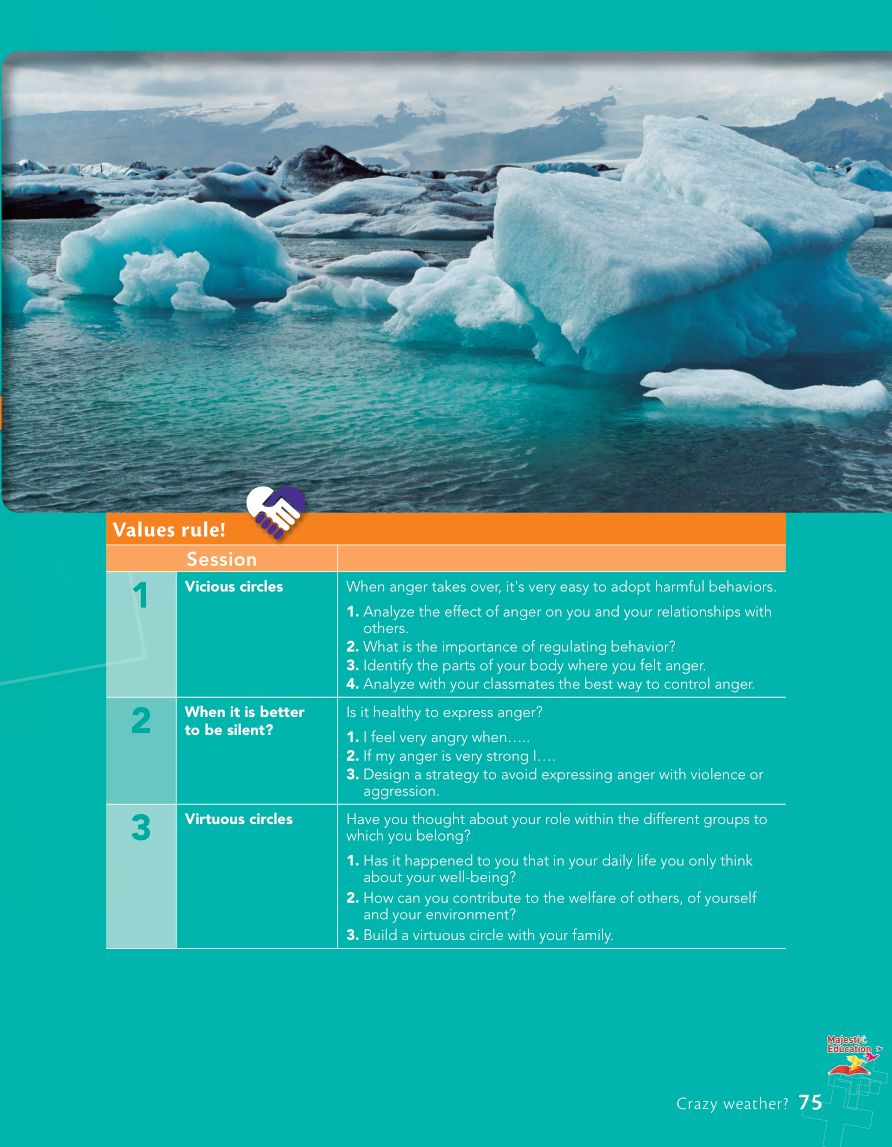 Values rule!
Session
1
Vicious circles
When anger takes over, it's very easy to adopt harmful behaviors.
1. Analyze the effect of anger on you and your relationships with
others.
2. What is the importance of regulating behavior?
3. Identify the parts of your body where you felt anger.
4. Analyze with your classmates the best way to control anger.
2
When it is better
to be silent?
Is it healthy to express anger?
1. I feel very angry when.....
2. If my anger is very strong I....
3. Design a strategy to avoid expressing anger with violence or
aggression.
3
Virtuous circles
Have you thought about your role within the different groups to
which you belong?
1. Has it happened to you that in your daily life you only think
about your well-being?
2. How can you contribute to the welfare of others, of yourself
and your environment?
3. Build a virtuous circle with your family.
Majestic
Education
Crazy weather? 75